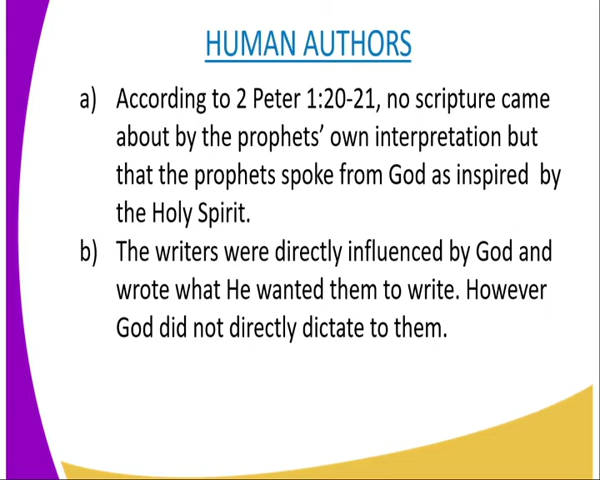 HUMAN AUTHORS
a) According to 2 Peter 1:20-21, no scripture came
about by the prophets’ own interpretation but
that the prophets spoke from God as inspired by
the Holy Spirit.
b) The writers were directly influenced by God and
wrote what He wanted them to write. However
God did not directly dictate to them.